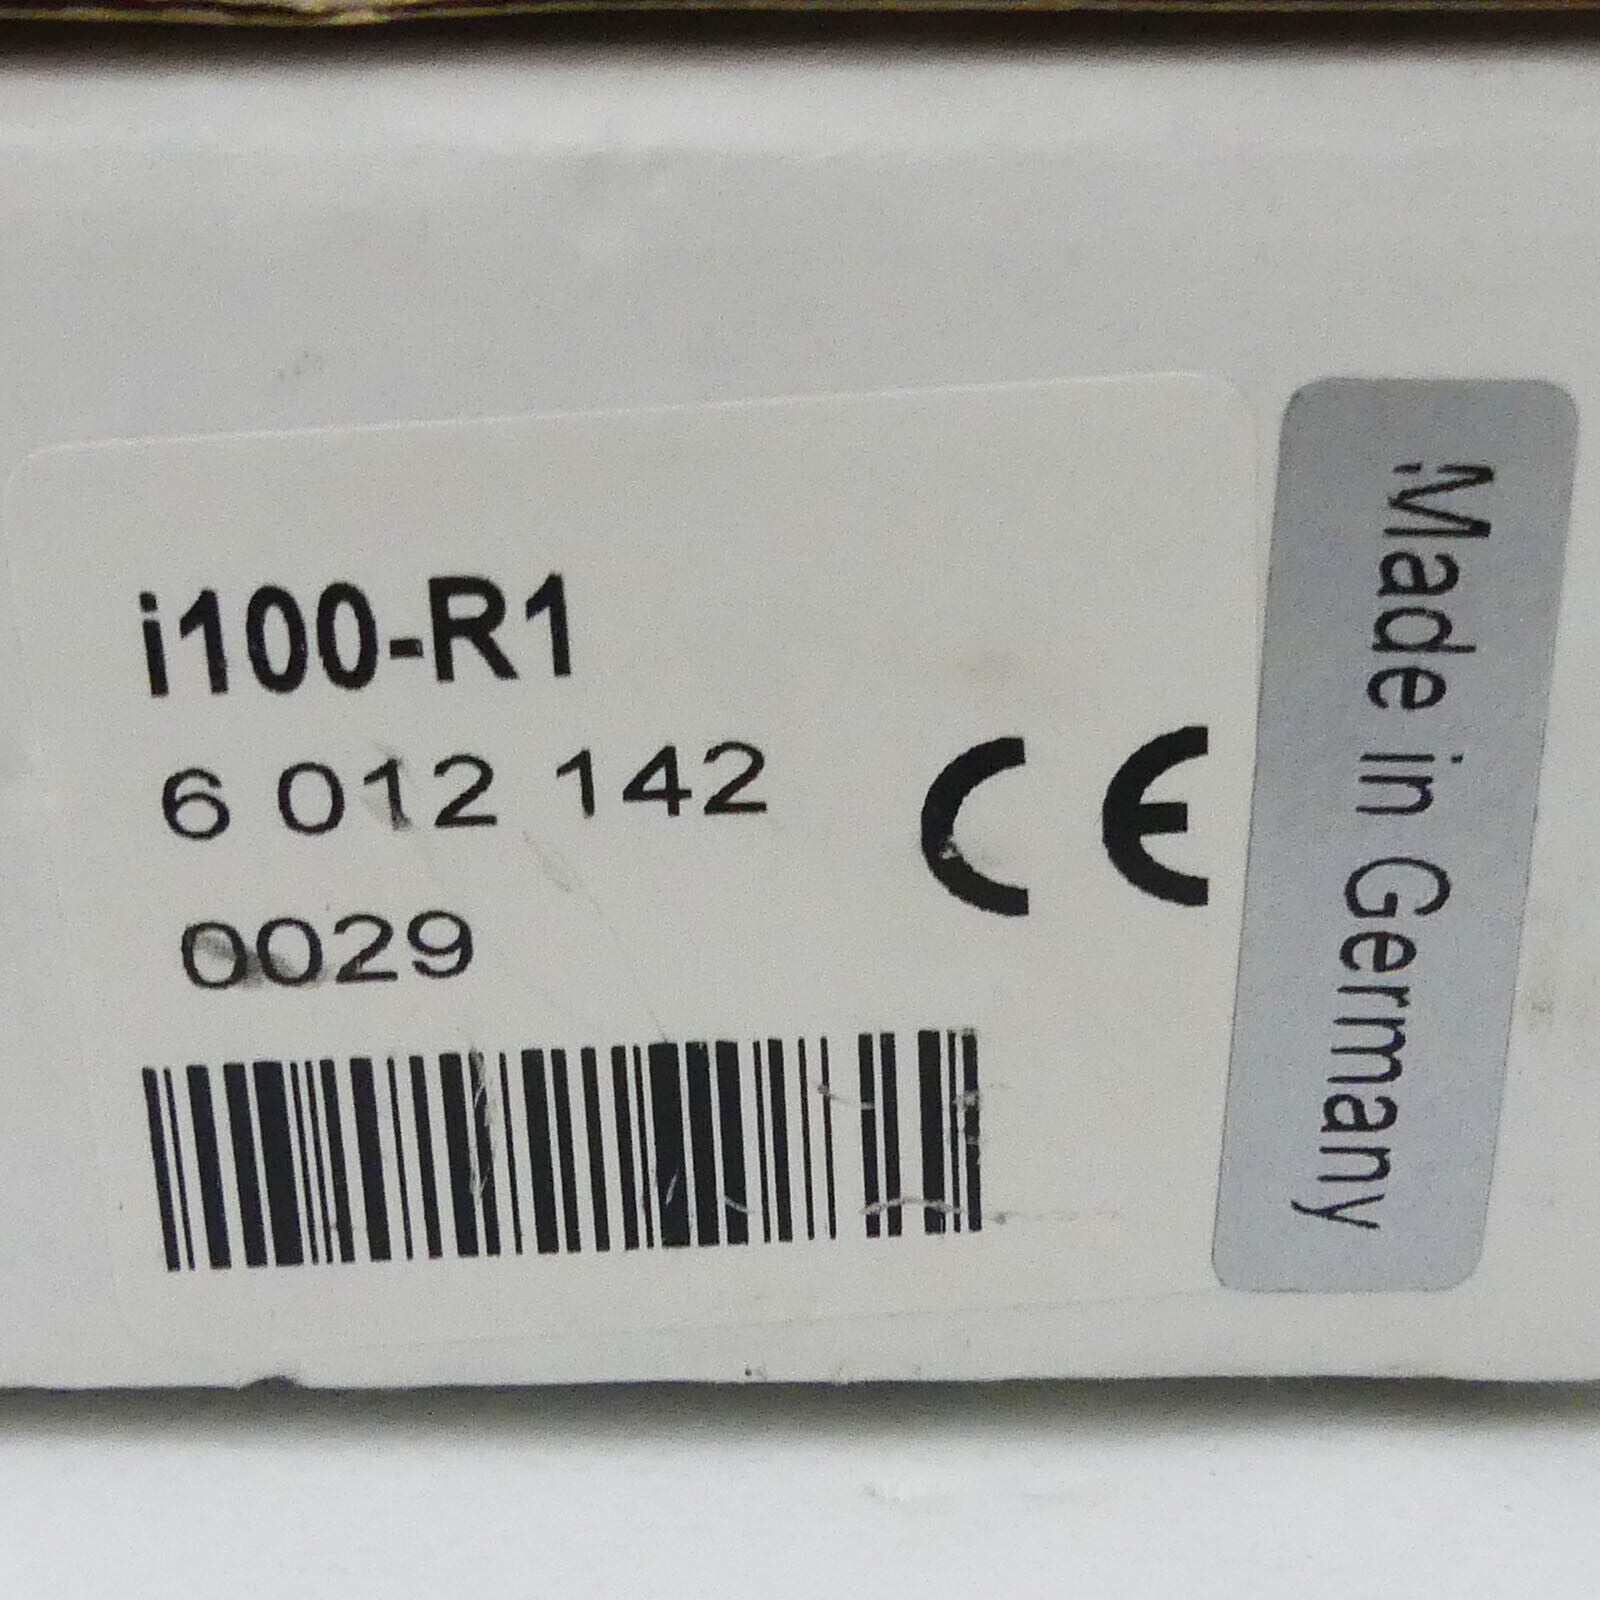 i100-R1
6 012 142
0029
CE
Made in Germany